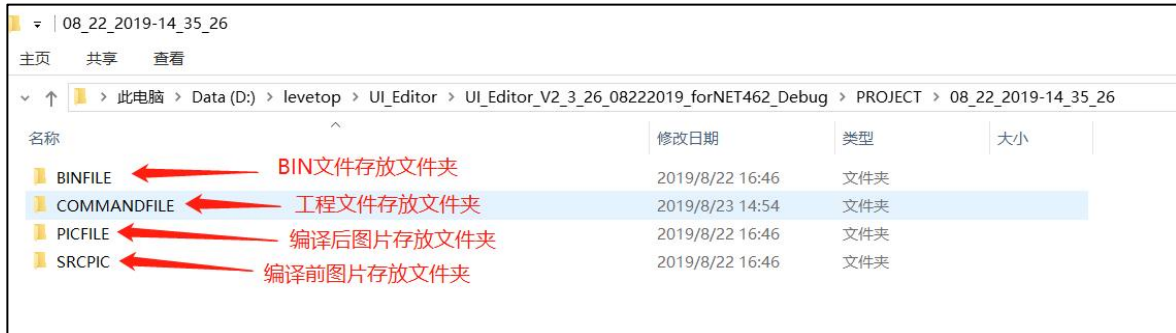 08_22_2019-14_35_26
主页 共享 查看
此电脑 > Data (D:) > levetop > UI_Editor > UI_Editor_V2_3_26_08222019_forNET462_Debug > PROJECT > 08_22_2019-14_35_26
名称 修改日期 类型 大小
BINFILE BIN文件存放文件夹 2019/8/22 16:46 文件夹
COMMANDFILE 工程文件存放文件夹 2019/8/23 14:54 文件夹
PICFILE 编译后图片存放文件夹 2019/8/22 16:46 文件夹
SRCPIC 编译前图片存放文件夹 2019/8/22 16:46 文件夹